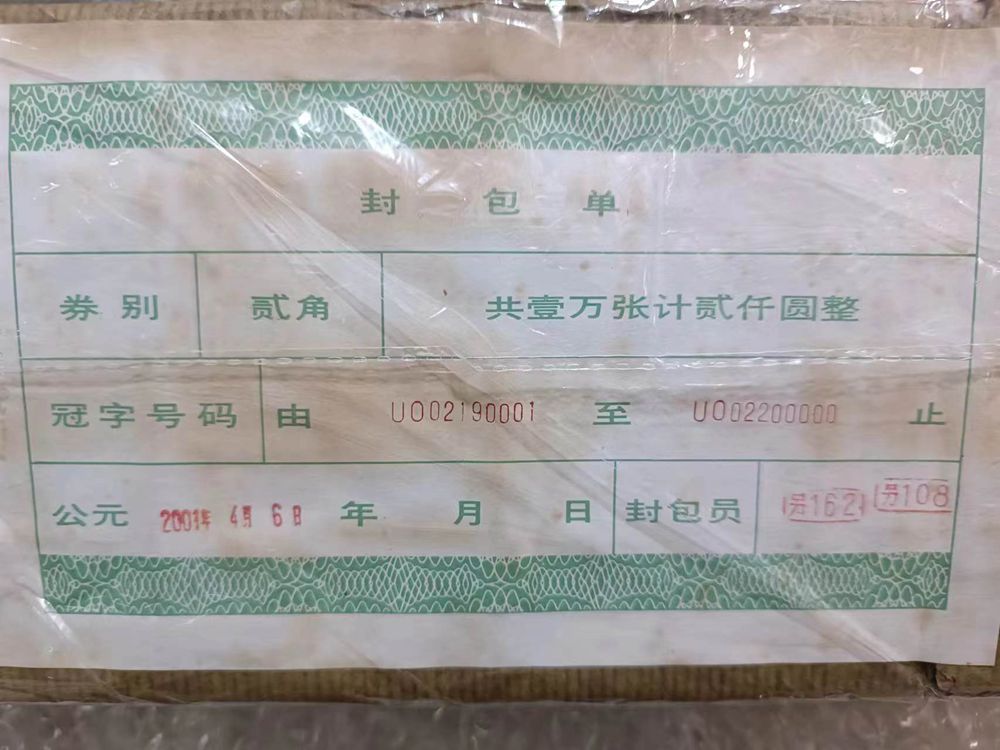 封包单
券别 贰角 共壹万张计贰仟圆整
冠字号码 由 UO02190001 至 UO02200000 止
公元 2001年 4月 6日 年 月 日 封包员 另162 另108